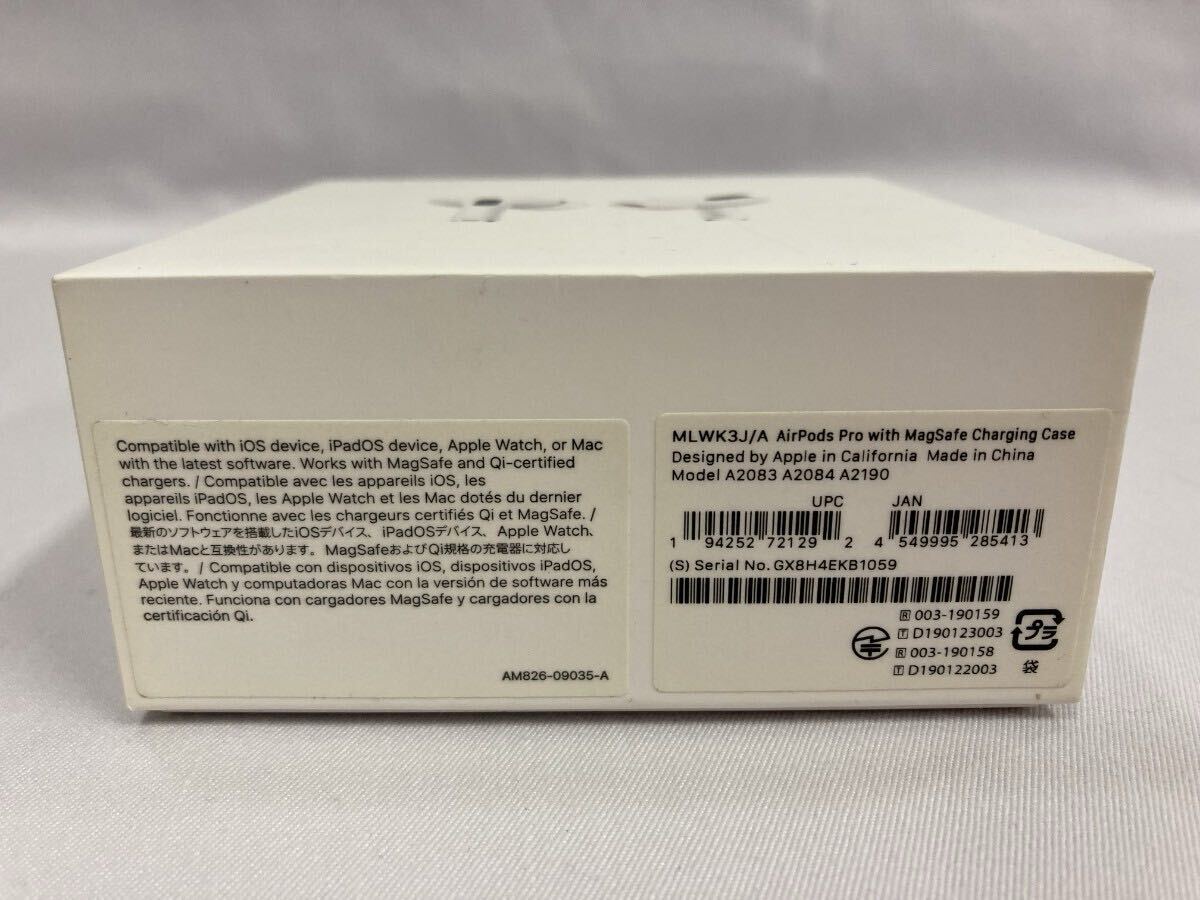 Compatible with iOS device, iPadOS device, Apple Watch, or Mac
with the latest software. Works with MagSafe and Qi-certified
chargers. / Compatible avec les appareils iOS, les
appareils iPadOS, les Apple Watch et les Mac dotés du dernier
logiciel. Fonctionne avec les chargeurs certifiés Qi et MagSafe. /
最新のソフトウェアを搭載したiOSデバイス、iPadOSデバイス、Apple Watch、
またはMacと互換性があります。MagSafeおよびQi規格の充電器に対応し
ています。/ Compatible con dispositivos iOS, dispositivos iPadOS,
Apple Watch y computadoras Mac con la versión de software más
reciente. Funciona con cargadores MagSafe y cargadores con la
certificación Qi.
AM826-09035-A
MLWK3J/A AirPods Pro with MagSafe Charging Case
Designed by Apple in California Made in China
Model A2083 A2084 A2190
UPC JAN
1 94252 72129 2 4 549995 285413
(S) Serial No. GX8H4EKB1059
R 003-190159
T D190123003
R 003-190158
T D190122003
プラ
袋